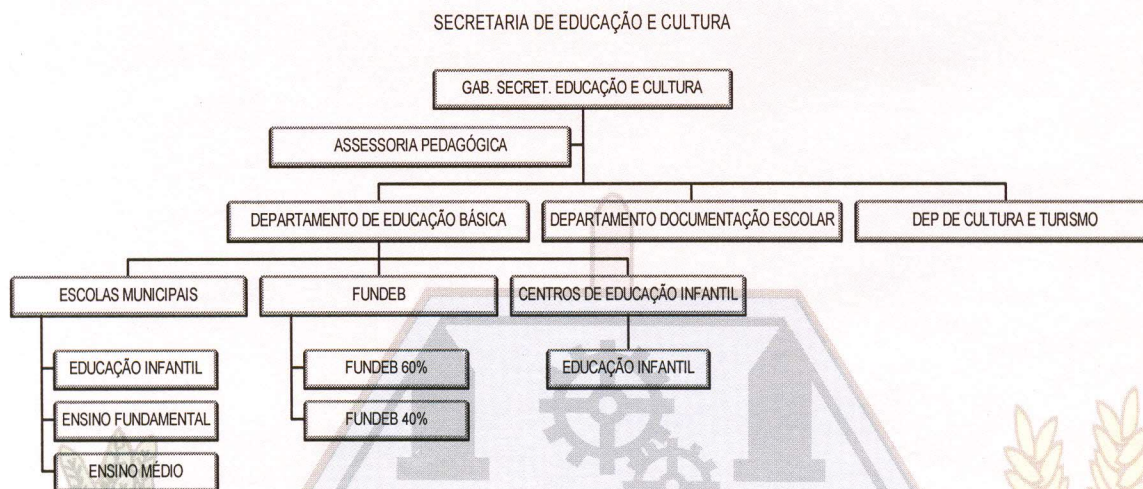 SECRETARIA DE EDUCAÇÃO E CULTURA
GAB. SECRET. EDUCAÇÃO E CULTURA
ASSESSORIA PEDAGÓGICA
DEPARTAMENTO DE EDUCAÇÃO BÁSICA
DEPARTAMENTO DOCUMENTAÇÃO ESCOLAR
DEP DE CULTURA E TURISMO
ESCOLAS MUNICIPAIS
FUNDEB
CENTROS DE EDUCAÇÃO INFANTIL
EDUCAÇÃO INFANTIL
FUNDEB 60%
EDUCAÇÃO INFANTIL
ENSINO FUNDAMENTAL
FUNDEB 40%
ENSINO MÉDIO